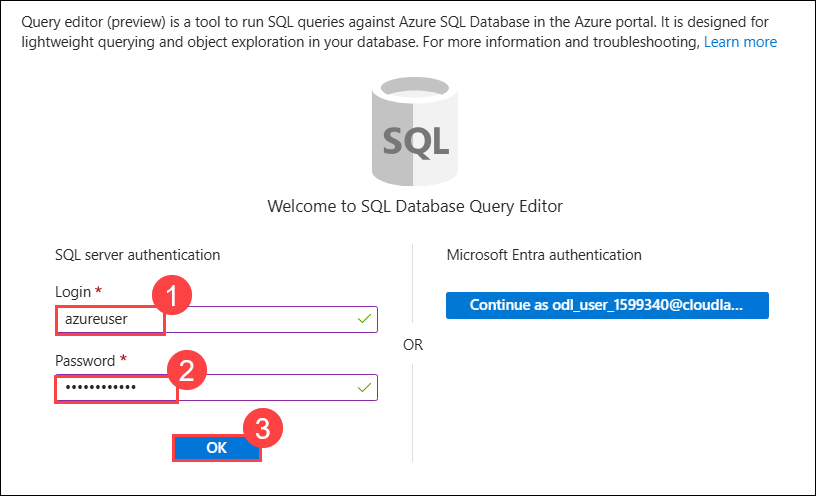 Query editor (preview) is a tool to run SQL queries against Azure SQL Database in the Azure portal. It is designed for
lightweight querying and object exploration in your database. For more information and troubleshooting, Learn more
SQL
Welcome to SQL Database Query Editor
SQL server authentication
Login *
1
azureuser
Password *
2
••••••••••••
3
OK
OR
Microsoft Entra authentication
Continue as odl_user_1599340@cloudla...